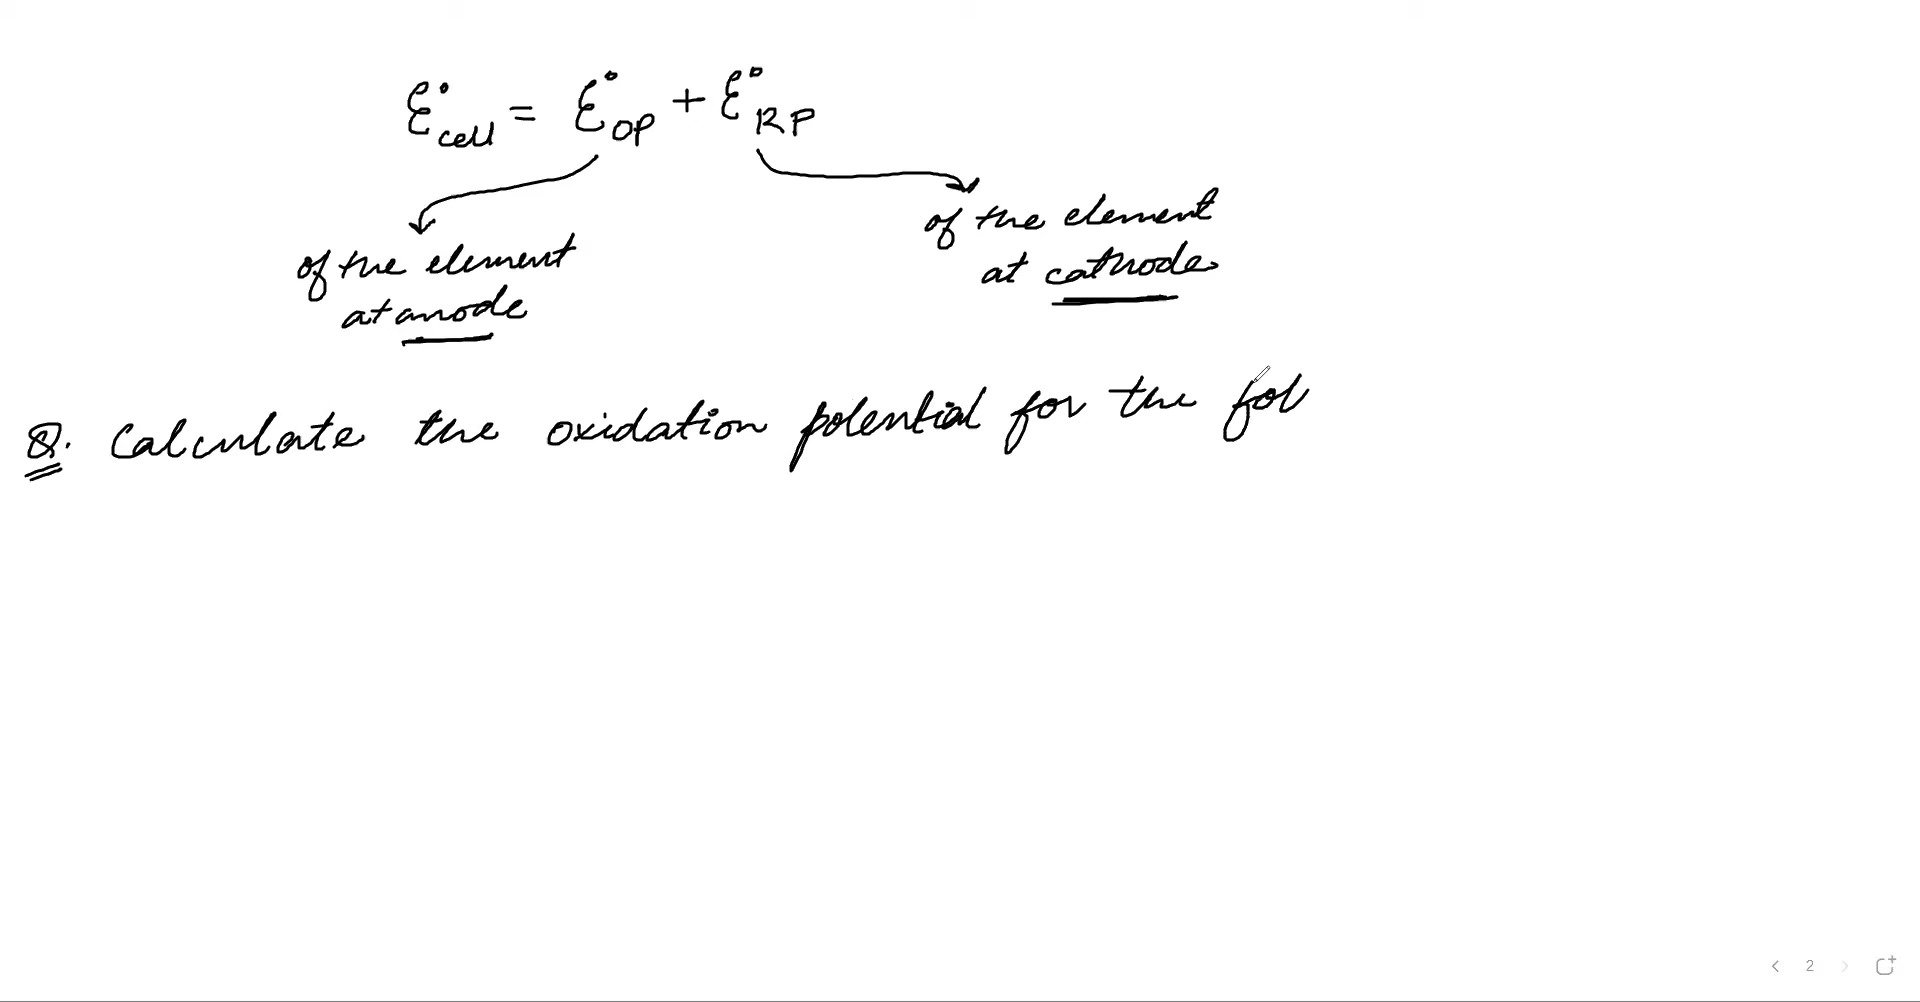 Ɛ°cell = Ɛ°OP + Ɛ°RP
of the element
at anode
of the element
at cathode
Q. Calculate the oxidation potential for the fol
2